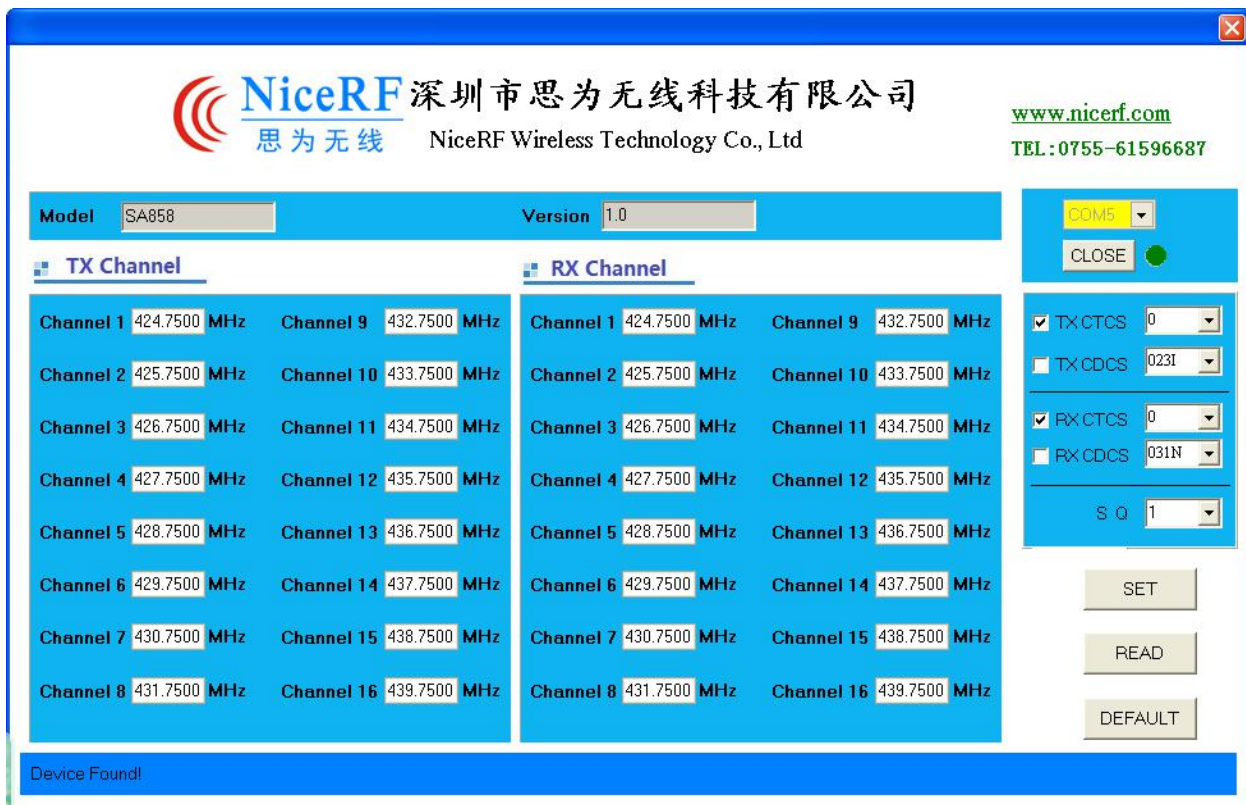 NiceRF 深圳市思为无线科技有限公司
思为无线 NiceRF Wireless Technology Co., Ltd
www.nicerf.com
TEL:0755-61596687
Model SA858 Version 1.0
COM5
CLOSE
TX Channel RX Channel
Channel 1 424.7500 MHz Channel 9 432.7500 MHz Channel 1 424.7500 MHz Channel 9 432.7500 MHz
Channel 2 425.7500 MHz Channel 10 433.7500 MHz Channel 2 425.7500 MHz Channel 10 433.7500 MHz
Channel 3 426.7500 MHz Channel 11 434.7500 MHz Channel 3 426.7500 MHz Channel 11 434.7500 MHz
Channel 4 427.7500 MHz Channel 12 435.7500 MHz Channel 4 427.7500 MHz Channel 12 435.7500 MHz
Channel 5 428.7500 MHz Channel 13 436.7500 MHz Channel 5 428.7500 MHz Channel 13 436.7500 MHz
Channel 6 429.7500 MHz Channel 14 437.7500 MHz Channel 6 429.7500 MHz Channel 14 437.7500 MHz
Channel 7 430.7500 MHz Channel 15 438.7500 MHz Channel 7 430.7500 MHz Channel 15 438.7500 MHz
Channel 8 431.7500 MHz Channel 16 439.7500 MHz Channel 8 431.7500 MHz Channel 16 439.7500 MHz
TX CTCS 0
TX CDCS 023I
RX CTCS 0
RX CDCS 031N
S Q 1
SET
READ
DEFAULT
Device Found!